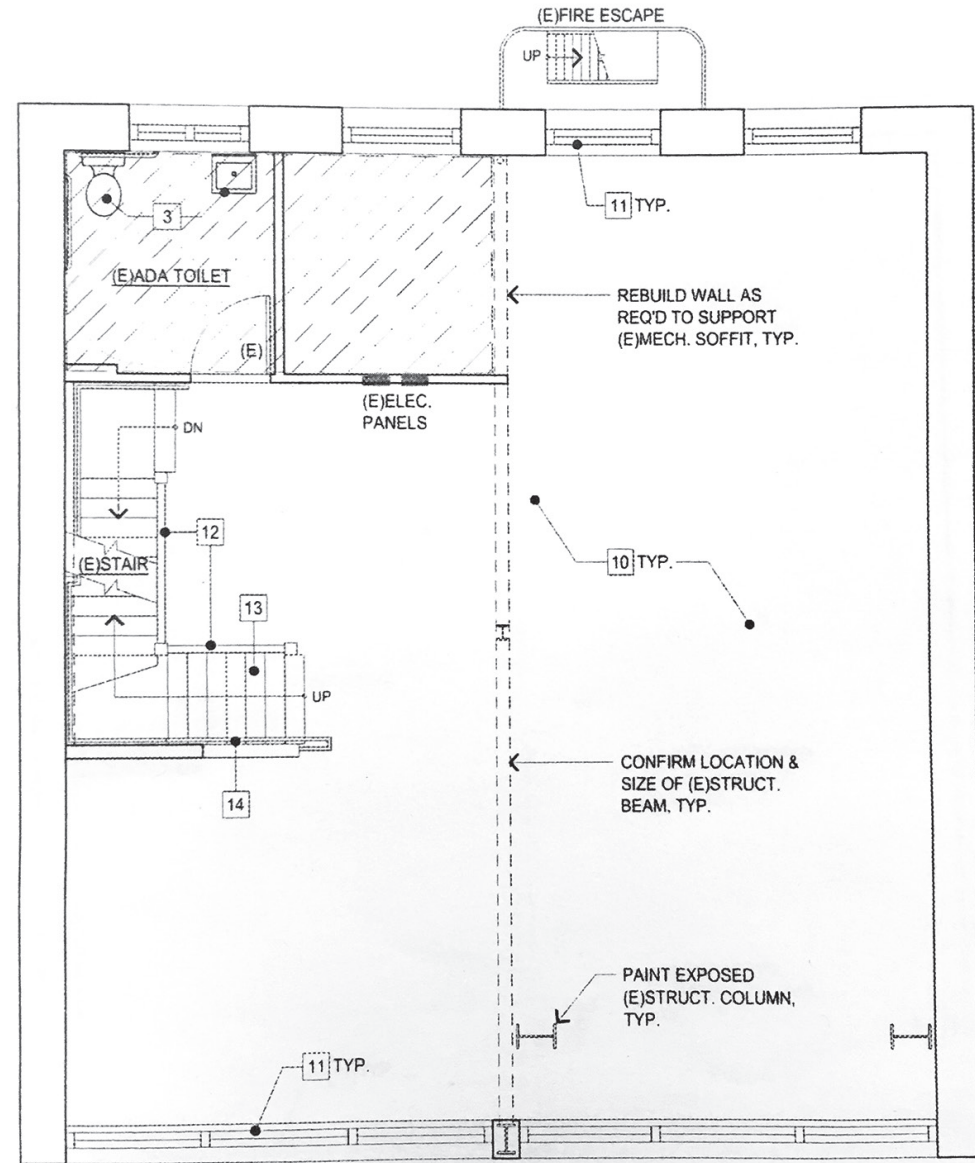 (E)FIRE ESCAPE
UP
11 TYP.
3
(E)ADA TOILET
REBUILD WALL AS
REQ'D TO SUPPORT
(E)MECH. SOFFIT, TYP.
(E)
(E)ELEC.
PANELS
DN
12
(E)STAIR
10 TYP.
13
UP
CONFIRM LOCATION &
SIZE OF (E)STRUCT.
BEAM, TYP.
14
PAINT EXPOSED
(E)STRUCT. COLUMN,
TYP.
11 TYP.